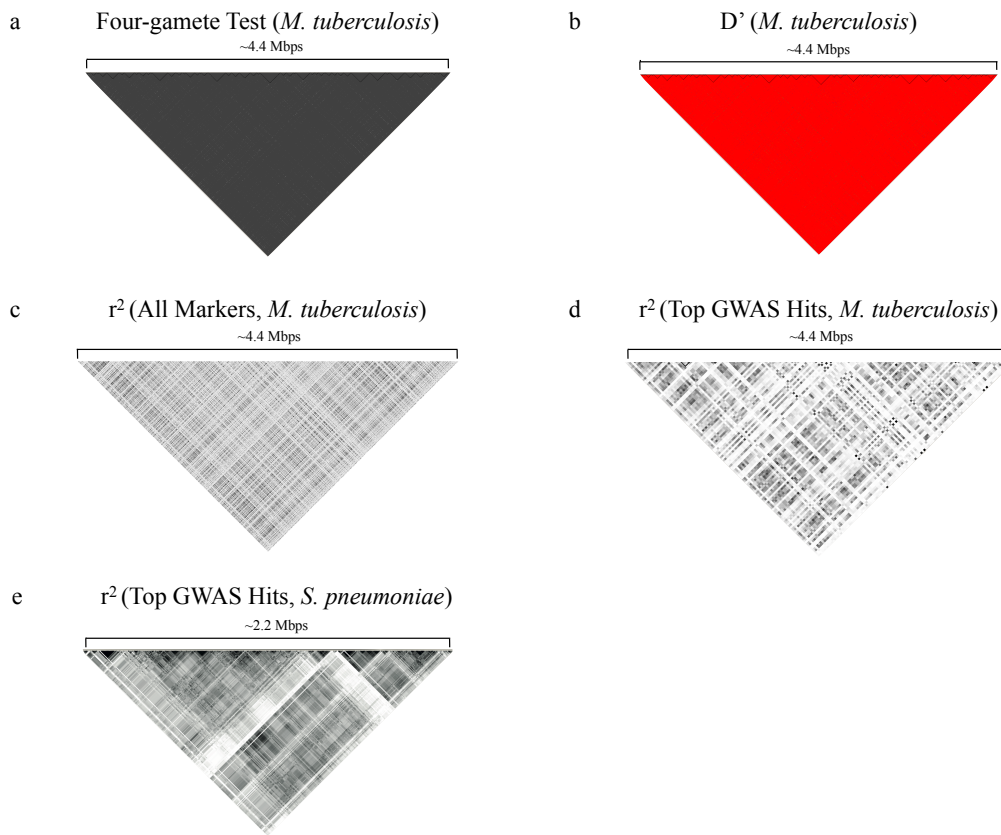 a
Four-gamete Test (M. tuberculosis)
~4.4 Mbps
b
D’ (M. tuberculosis)
~4.4 Mbps
c
r² (All Markers, M. tuberculosis)
~4.4 Mbps
d
r² (Top GWAS Hits, M. tuberculosis)
~4.4 Mbps
e
r² (Top GWAS Hits, S. pneumoniae)
~2.2 Mbps